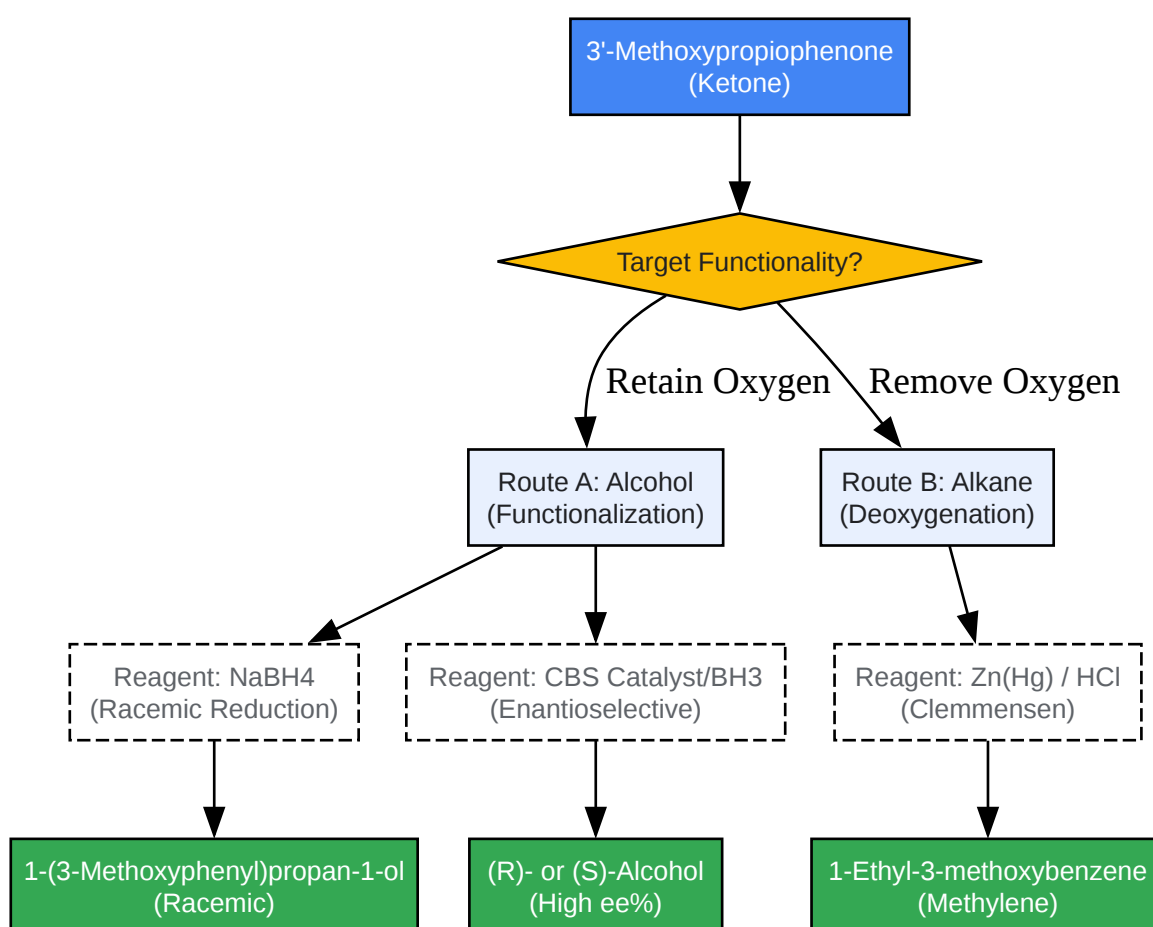 3'-Methoxypropiophenone
(Ketone)
Target Functionality?
Retain Oxygen
Remove Oxygen
Route A: Alcohol
(Functionalization)
Route B: Alkane
(Deoxygenation)
Reagent: NaBH4
(Racemic Reduction)
Reagent: CBS Catalyst/BH3
(Enantioselective)
Reagent: Zn(Hg) / HCl
(Clemmensen)
1-(3-Methoxyphenyl)propan-1-ol
(Racemic)
(R)- or (S)-Alcohol
(High ee%)
1-Ethyl-3-methoxybenzene
(Methylene)